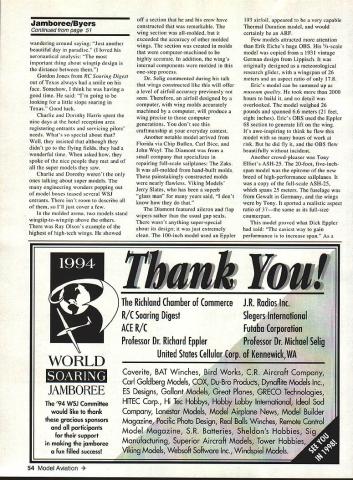 Jamboree/Byers
Continued from page 51
wandering around saying; "Just another
beautiful day in paradise." (I loved his
aeronautical analysis: "The most
important thing about wingtip design is
the distance between them.")
Gordon Jones from RC Soaring Digest
out of Texas always had a smile on his
face. Somehow, I think he was having a
good time. He said: "I'm going to be
looking for a little slope soaring in
Texas." Good luck.
Charlie and Dorothy Harris spent the
nine days at the hotel reception area
registering entrants and servicing pilots'
needs. What's so special about that?
Well, they insisted that although they
didn't go to the flying fields, they had a
wonderful time. When asked how, they
spoke of the nice people they met and of
all the super models they saw.
Charlie and Dorothy weren't the only
ones talking about super models. The
many engineering wonders popping out
of model boxes teased several WSJ
entrants. There isn't room to describe all
of them, so I'll just cover a few.
In the molded arena, two models stand
wingtip-to-wingtip above the others.
There was Ray Olsen's example of the
highest of high-tech wings. He showed
off a section that he and his crew have
constructed that was remarkable. The
wing section was all-molded, but it
exceeded the accuracy of other molded
wings. The section was created in molds
that were computer-machined to be
highly accurate. In addition, the wing's
internal components were molded in this
one-step process.
Dr. Selig commented during his talk
that wings constructed like this will offer
a level of airfoil accuracy previously not
seen. Therefore, an airfoil designed by a
computer, with wing molds accurately
machined by a computer, will produce a
wing precise to those computer
generations. You don't see this
craftsmanship at your everyday contest.
Another notable model arrived from
Florida via Chip Bullen, Carl Bice, and
John Weyl. The Diamond was from a
small company that specializes in
repairing full-scale sailplanes: The Zaks.
It was all-molded from hand-built molds.
These painstakingly constructed molds
were nearly flawless. Viking Models'
Jerry Slates, who has been a superb
"glass man" for many years said, "I don't
know how they do that."
The Diamont featured aileron and flap
wipers rather than the usual gap seals.
There wasn't anything super-special
about its design; it was just extremely
clean. The 100-inch model used an Eppler
193 airfoil, appeared to be a very capable
Thermal Duration model, and would
certainly be an ARF.
Few models attracted more attention
than Erik Eiche's huge OBS. His ¼-scale
model was copied from a 1931 vintage
German design from Lippisch. It was
originally designed as a meteorological
research glider, with a wingspan of 26
meters and an aspect ratio of only 17.8.
Eric's model can be summed up as
awesome quality. He took more than 2000
hours to build it, and no detail was
overlooked. The model weighed 26
pounds and spanned 6.6 meters (21 feet,
eight inches). Eric's OBS used the Eppler
68 section to generate lift on the wing.
It's awe-inspiring to think he flew this
model with so many hours of work at
risk. But he did fly it, and the OBS flew
beautifully without incident.
Another crowd-pleaser was Tony
Elliot's ASH-25. The 20-foot, five-inch-
span model was the epitome of the new
breed of high-performance sailplanes. It
was a copy of the full-scale ASH-25,
which spans 25 meters. The fuselage was
from Gewalt in Germany, and the wings
were by Tony. It sported a realistic aspect
ratio of 37—the same as its full-size
counterpart.
This model proved what Dick Eppler
had said: "The easiest way to gain
performance is to increase span." As a
1994
WORLD
SOARING
JAMBOREE
The '94 WSJ Committee
would like to thank
these gracious sponsors
and all participants
for their support
in making the jamboree
a fun filled success!
Thank You!
The Richland Chamber of Commerce
R/C Soaring Digest
ACE R/C
Professor Dr. Richard Eppler
J.R. Radios Inc.
Slegers International
Futaba Corporation
Professor Dr. Michael Selig
United States Cellular Corp. of Kennewick, WA
Coverite, BAT Winches, Bird Works, C.R. Aircraft Company,
Carl Goldberg Models, COX, Du-Bro Products, Dynaflite Models Inc.,
ES Designs, Gallant Models, Great Planes, GRECO Technologies,
HITEC Corp., Hi Tec Hobbys, Hobby Lobby International, Ideal Sod
Company, Lonestar Models, Model Airplane News, Model Builder
Magazine, Pacific Photo Design, Real Balls Winches, Remote Control
Model Magazine, S.R. Batteries, Sheldon's Hobbies, Sig
Manufacturing, Superior Aircraft Models, Tower Hobbies,
Viking Models, Websoft Software Inc., Windspiel Models.
SEE YOU
IN 1998!
54 Model Aviation